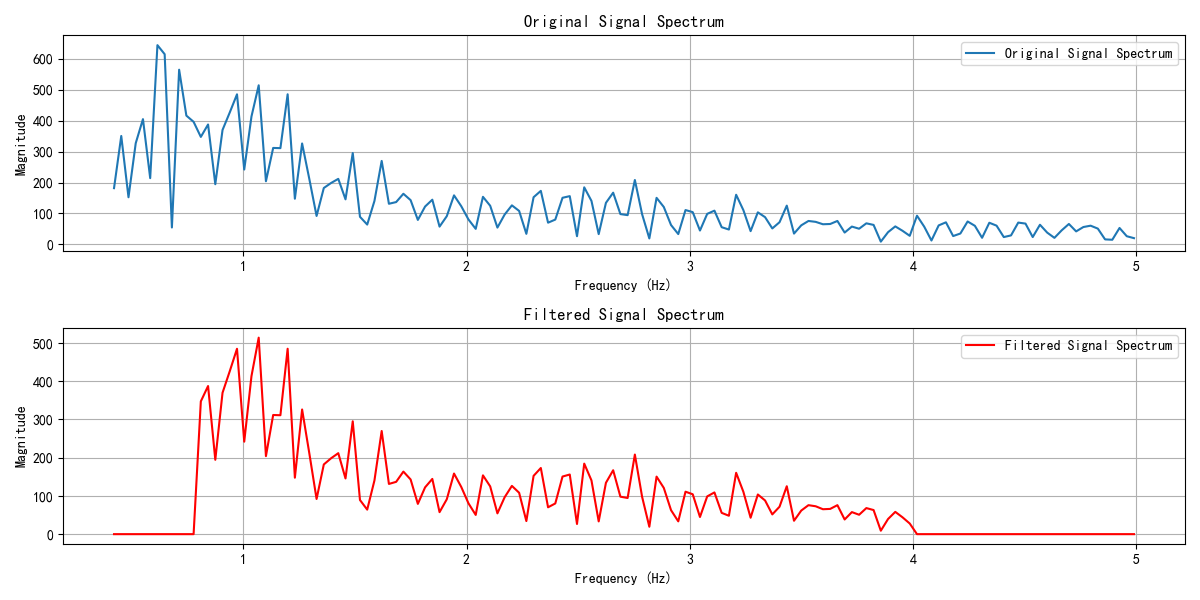 Original Signal Spectrum
Original Signal Spectrum
Magnitude
600
500
400
300
200
100
0
1
2
3
4
5
Frequency (Hz)
Filtered Signal Spectrum
Filtered Signal Spectrum
Magnitude
500
400
300
200
100
0
1
2
3
4
5
Frequency (Hz)